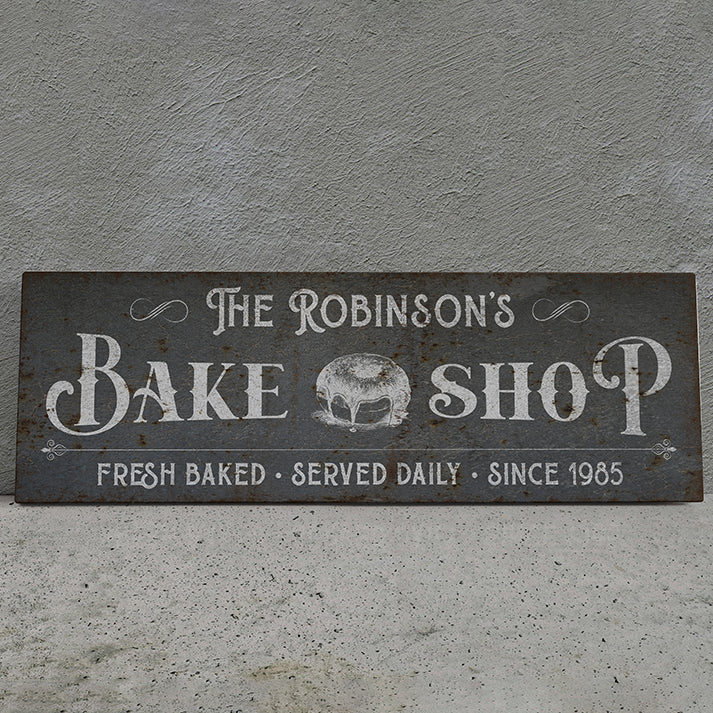 THE ROBINSON'S
BAKE SHOP
FRESH BAKED • SERVED DAILY • SINCE 1985